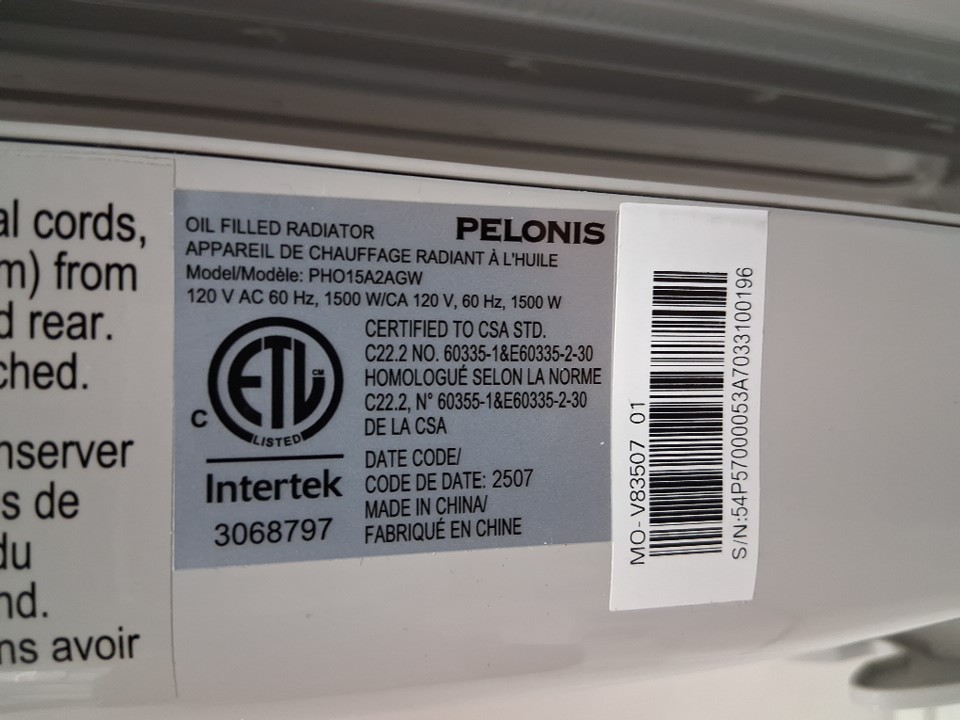 al cords,
m) from
d rear.
ched.
nserver
s de
du
nd.
ns avoir
OIL FILLED RADIATOR
PELONIS
APPAREIL DE CHAUFFAGE RADIANT À L'HUILE
Model/Modèle: PHO15A2AGW
120 V AC 60 Hz, 1500 W/CA 120 V, 60 Hz, 1500 W
C ETL CM
LISTED
Intertek
3068797
CERTIFIED TO CSA STD.
C22.2 NO. 60335-1&E60335-2-30
HOMOLOGUÉ SELON LA NORME
C22.2, N° 60355-1&E60335-2-30
DE LA CSA
DATE CODE/
CODE DE DATE: 2507
MADE IN CHINA/
FABRIQUÉ EN CHINE
MO-V83507 01
S/N:54P57000053A7033100196